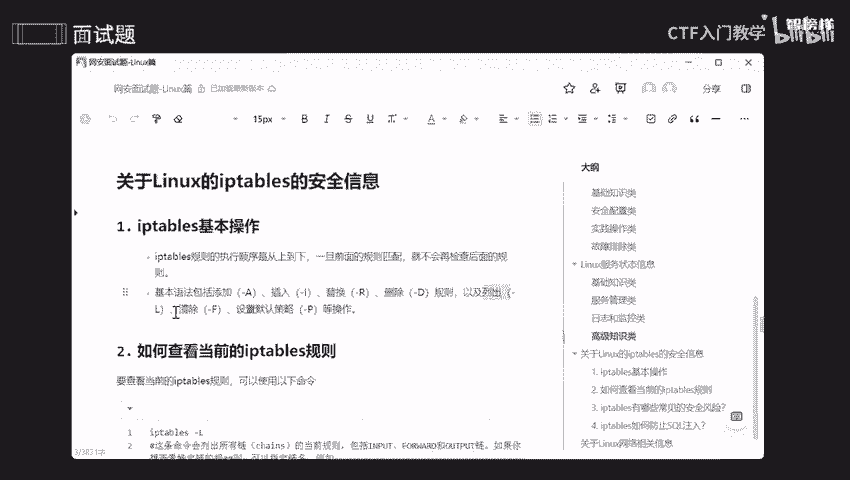 面试题
CTF入门教学
智榜样
bilibili
网安面试题-Linux篇
网安面试题-Linux篇
已加载最新版本
分享
15px
B I S U
A
关于Linux的iptables的安全信息
1. iptables基本操作
iptables规则的执行顺序是从上到下，一旦前面的规则匹配，就不会再检查后面的规
则。
基本语法包括添加（-A）、插入（-I）、替换（-R）、删除（-D）规则，以及列出（-
L）、清除（-F）、设置默认策略（-P）等操作。
2. 如何查看当前的iptables规则
要查看当前的iptables规则，可以使用以下命令
1 iptables -L
2 #这条命令会列出所有链（chains）的当前规则，包括INPUT、FORWARD和OUTPUT链。如果你
大纲
基础知识类
安全配置类
实践操作类
故障排除类
Linux服务状态信息
基础知识类
服务管理类
日志和监控类
高级知识类
关于Linux的iptables的安全信息
1. iptables基本操作
2. 如何查看当前的iptables规则
3. iptables有哪些常见的安全风险？
4. iptables如何防止SQL注入？
关于Linux网络相关信息